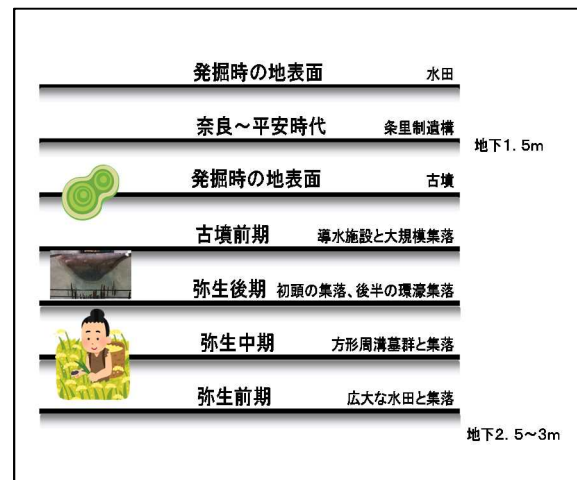 発掘時の地表面 水田
奈良～平安時代 条里制遺構
地下1.5m
発掘時の地表面 古墳
古墳前期 導水施設と大規模集落
弥生後期 初頭の集落、後半の環濠集落
弥生中期 方形周溝墓群と集落
弥生前期 広大な水田と集落
地下2.5～3m